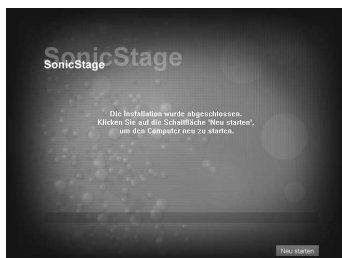 SonicStage
SonicStage
Die Installation wurde abgeschlossen.
Klicken Sie auf die Schaltfläche "Neu starten",
um den Computer neu zu starten.
Neu starten